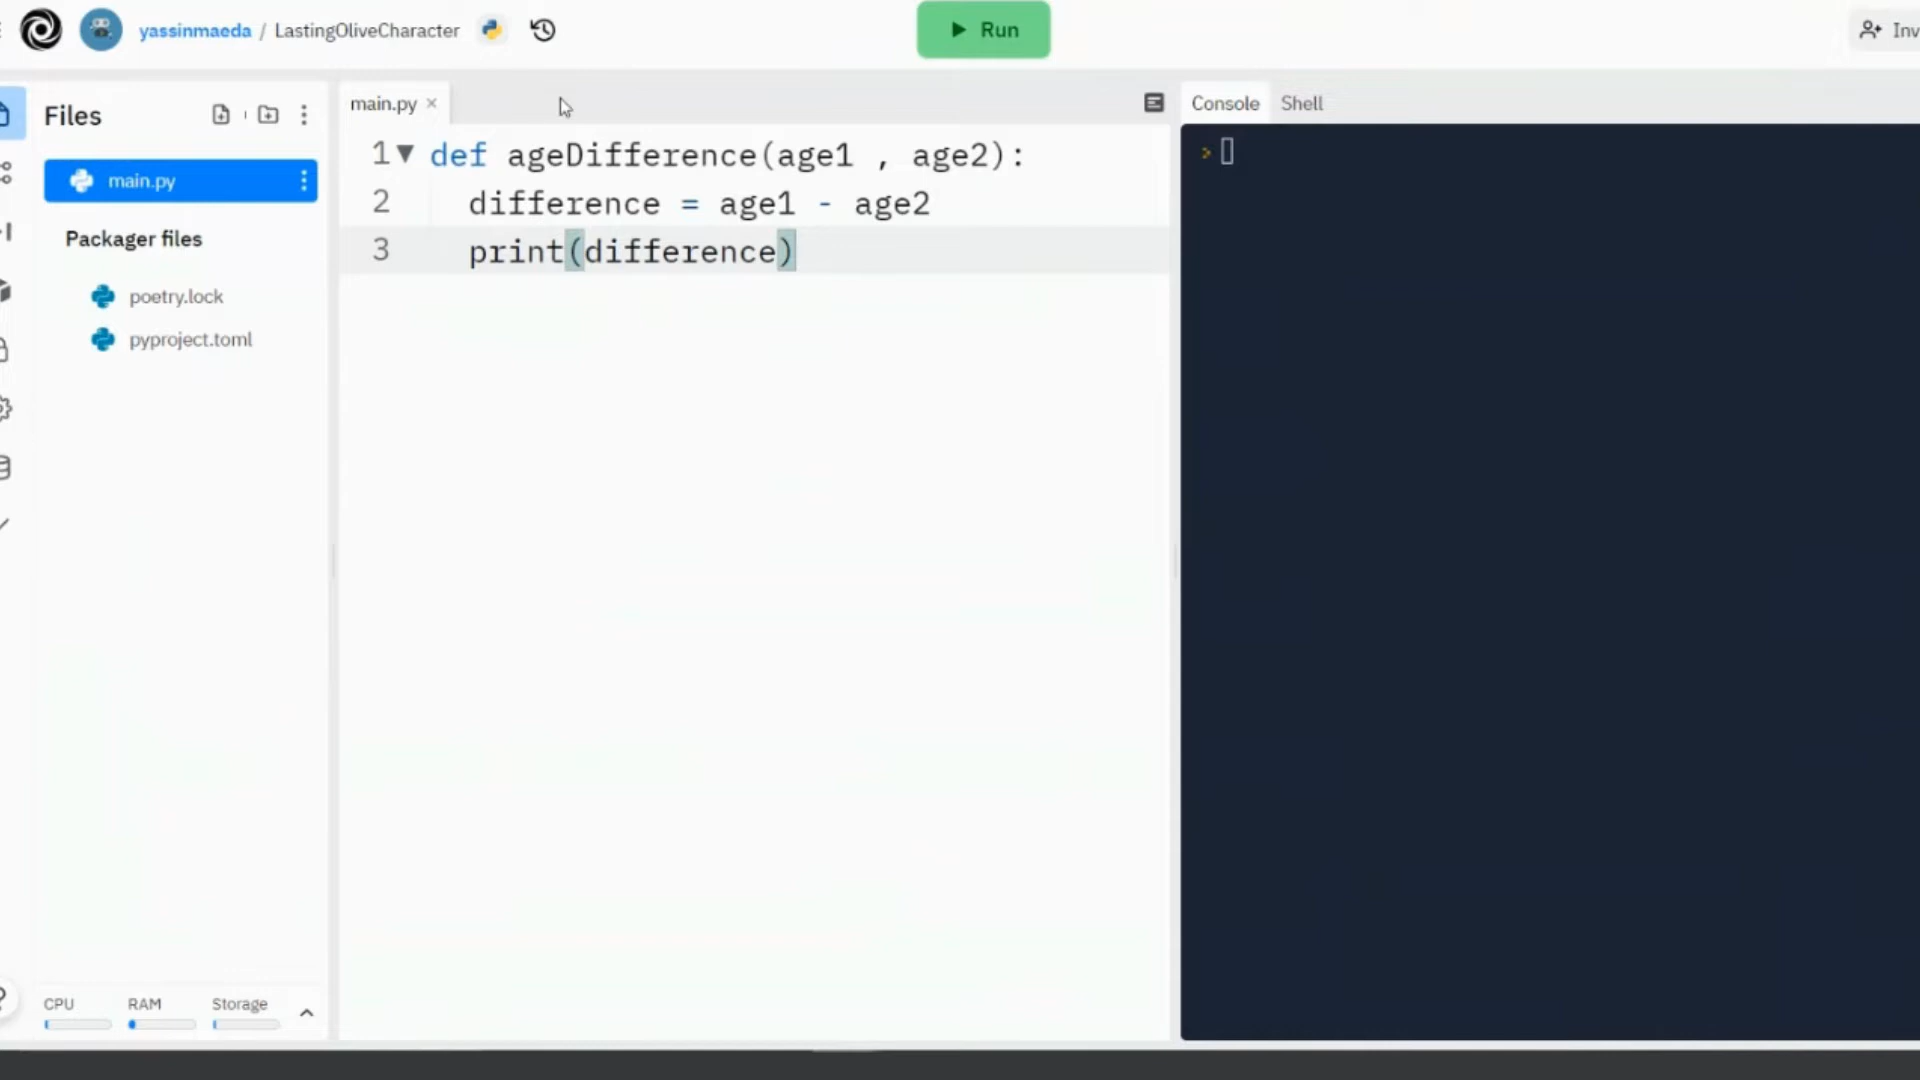 yassinmaeda / LastingOliveCharacter
Run
Inv
Files
main.py
Packager files
poetry.lock
pyproject.toml
CPU RAM Storage
main.py ×
1 def ageDifference(age1 , age2):
2 difference = age1 - age2
3 print(difference)
Console Shell
>